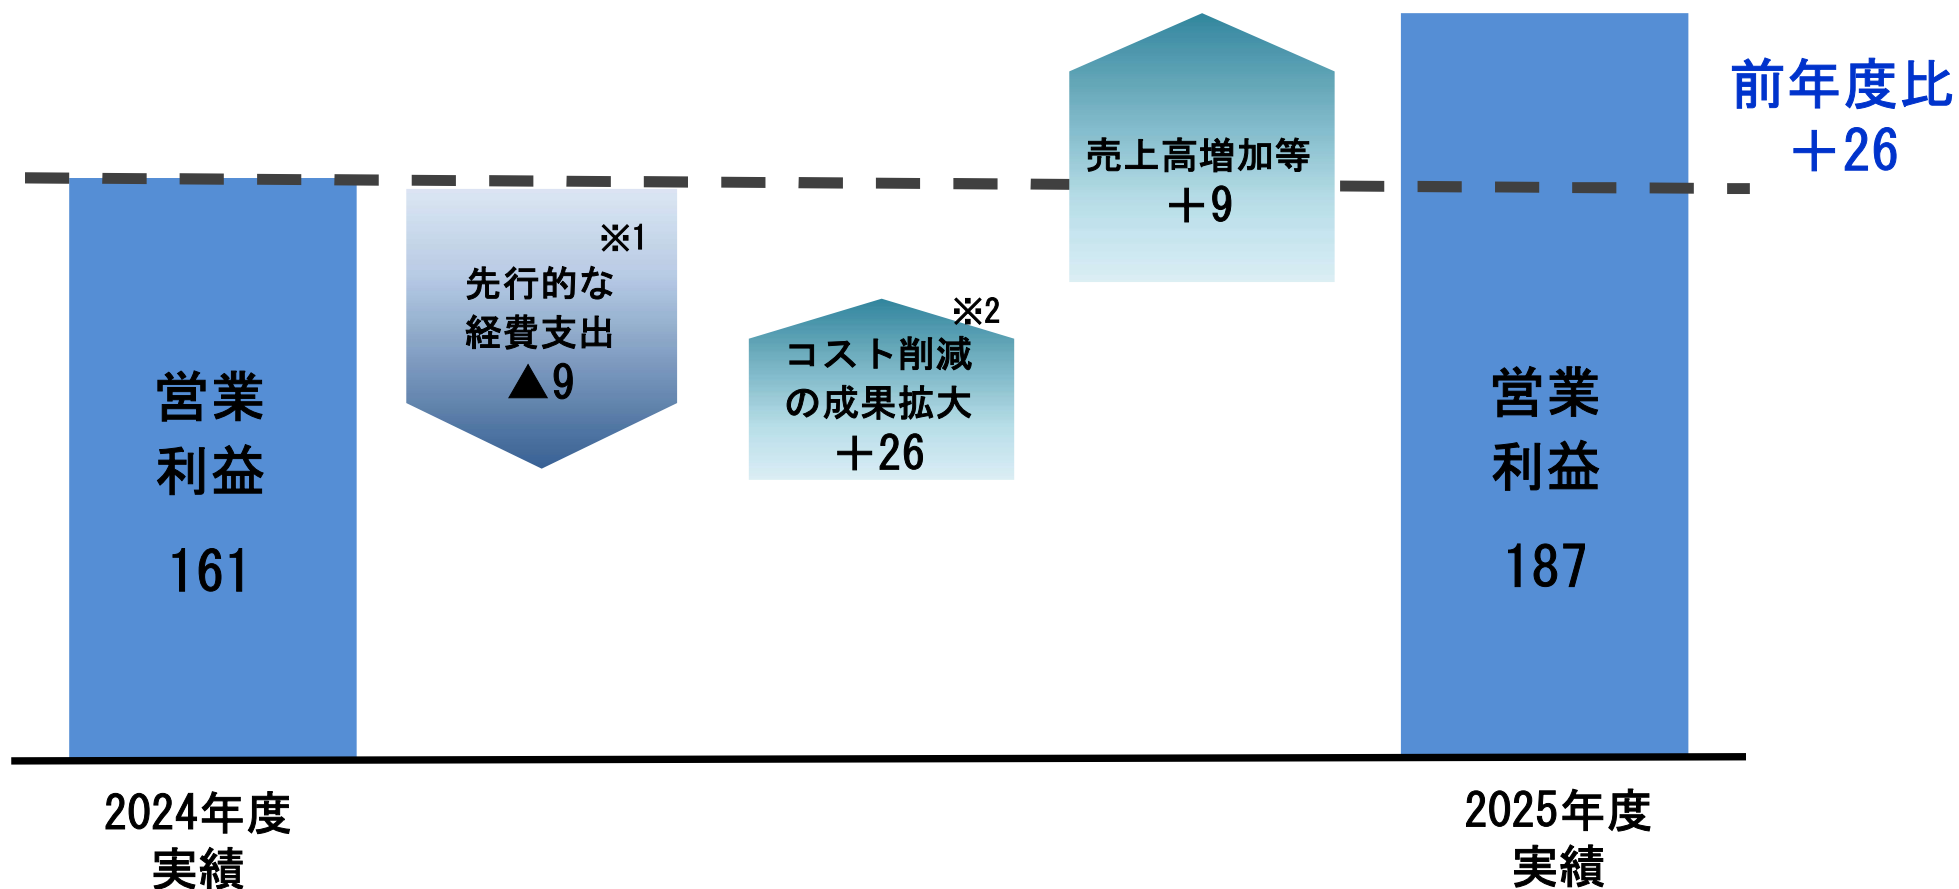 前年度比
＋26
売上高増加等
＋9
※1
先行的な
経費支出
▲9
※2
コスト削減
の成果拡大
＋26
営業
利益
161
営業
利益
187
2024年度
実績
2025年度
実績